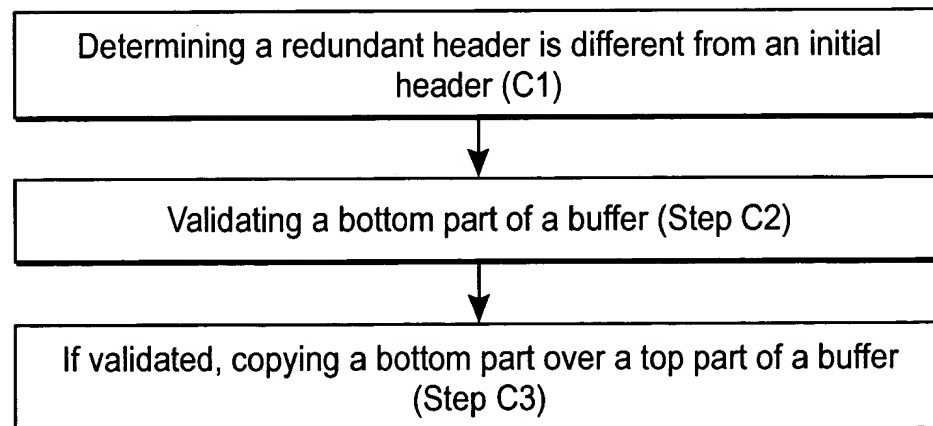 Determining a redundant header is different from an initial
header (C1)
Validating a bottom part of a buffer (Step C2)
If validated, copying a bottom part over a top part of a buffer
(Step C3)